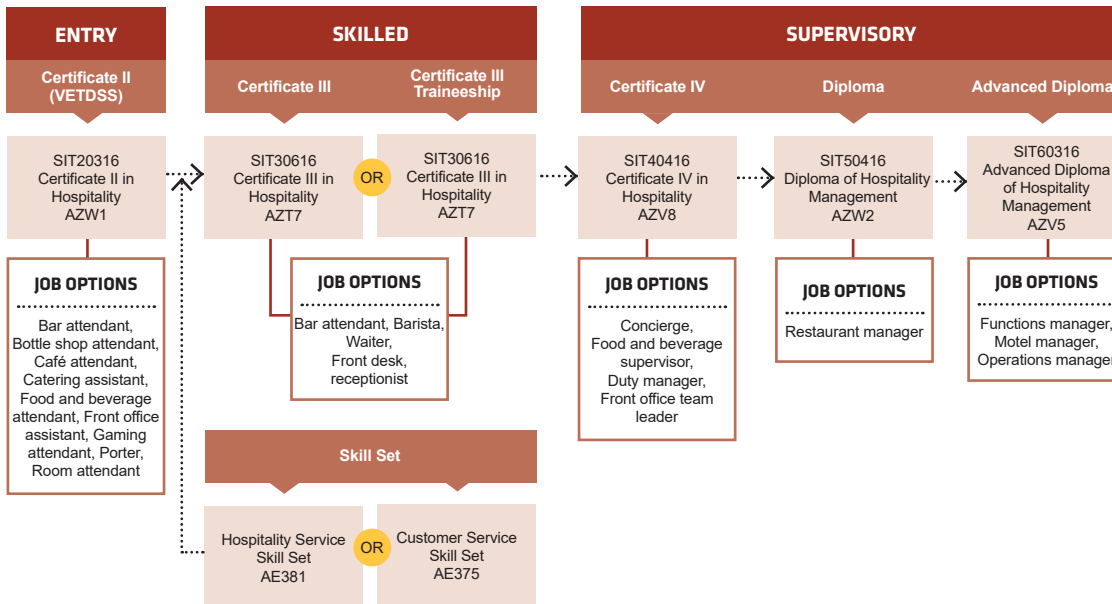 ENTRY
SKILLED
SUPERVISORY
Certificate II
(VETDSS)
Certificate III
Certificate III
Traineeship
Certificate IV
Diploma
Advanced Diploma
SIT20316
Certificate II in
Hospitality
AZW1
SIT30616
Certificate III in
Hospitality
AZT7
OR
SIT30616
Certificate III in
Hospitality
AZT7
SIT40416
Certificate IV in
Hospitality
AZV8
SIT50416
Diploma of Hospitality
Management
AZW2
SIT60316
Advanced Diploma
of Hospitality
Management
AZV5
JOB OPTIONS
Bar attendant,
Bottle shop attendant,
Café attendant,
Catering assistant,
Food and beverage
attendant, Front office
assistant, Gaming
attendant, Porter,
Room attendant
JOB OPTIONS
Bar attendant, Barista,
Waiter,
Front desk,
receptionist
JOB OPTIONS
Concierge,
Food and beverage
supervisor,
Duty manager,
Front office team
leader
JOB OPTIONS
Restaurant manager
JOB OPTIONS
Functions manager,
Motel manager,
Operations manager
Skill Set
Hospitality Service
Skill Set
AE381
OR
Customer Service
Skill Set
AE375